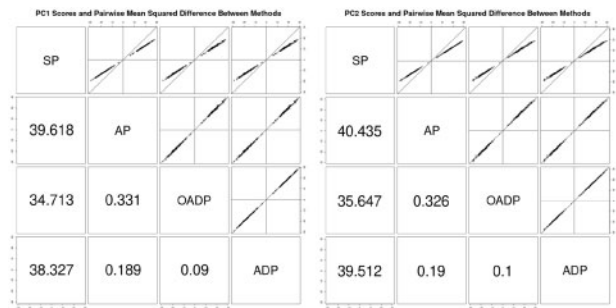 PC1 Scores and Pairwise Mean Squared Difference Between Methods
SP
39.618 AP
34.713 0.331 OADP
38.327 0.189 0.09 ADP
PC2 Scores and Pairwise Mean Squared Difference Between Methods
SP
40.435 AP
35.647 0.326 OADP
39.512 0.19 0.1 ADP